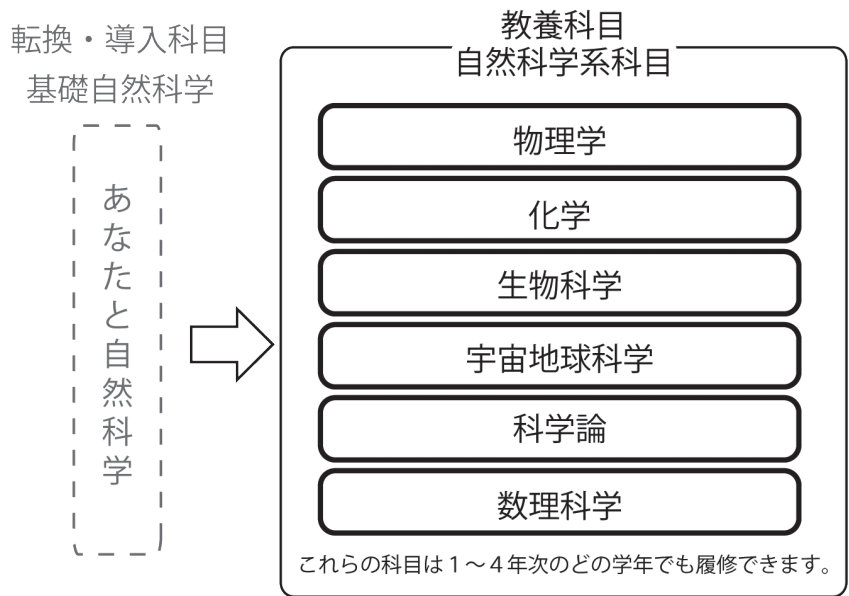 転換・導入科目
基礎自然科学
あなたと自然科学
教養科目
自然科学系科目
物理学
化学
生物科学
宇宙地球科学
科学論
数理科学
これらの科目は１～４年次のどの学年でも履修できます。